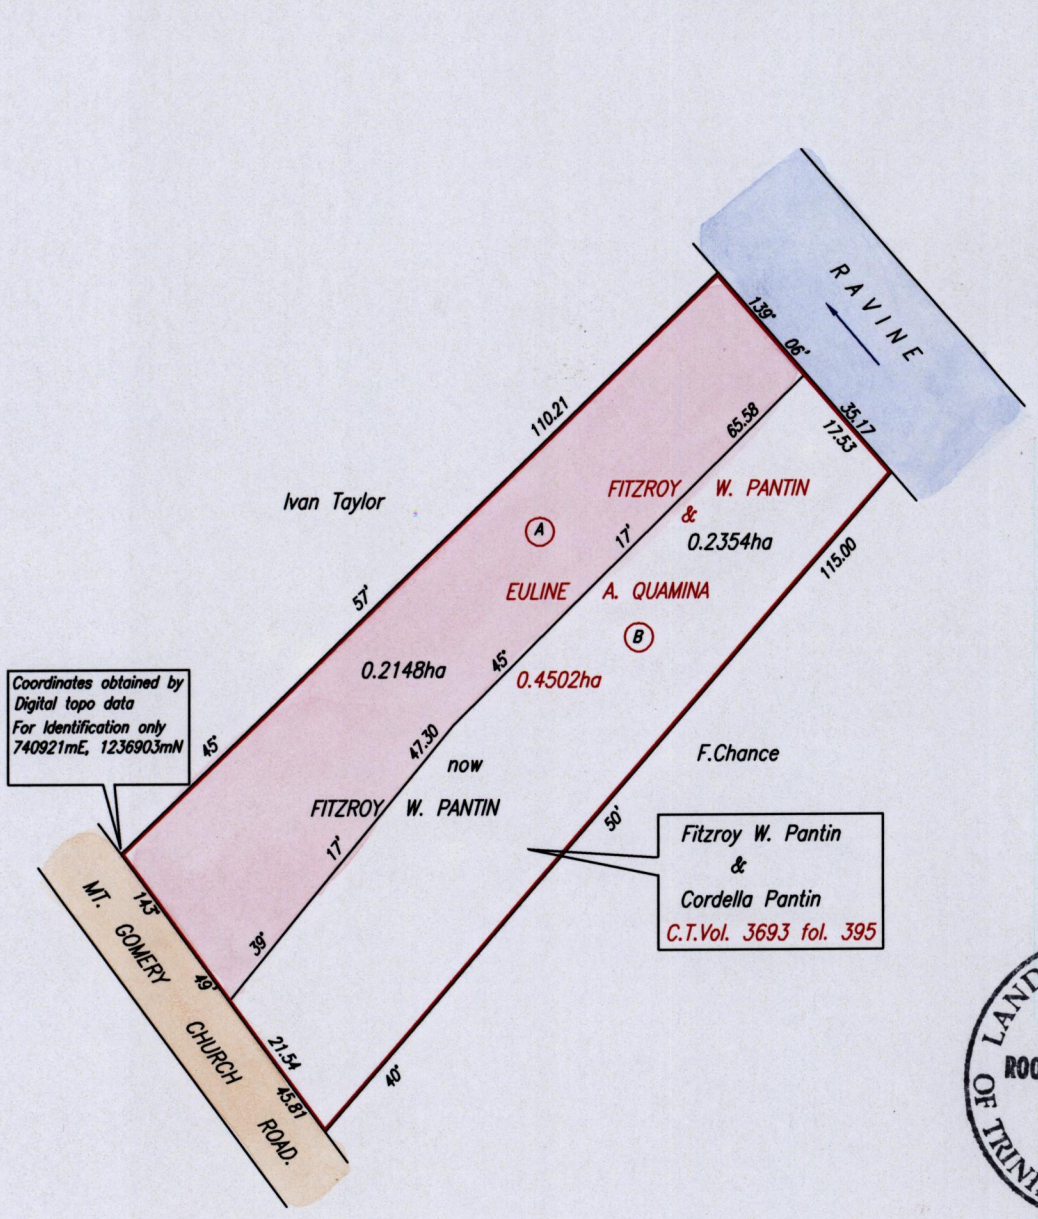 RAVINE
139° 06'
35.17
17.53
110.21
65.58
Ivan Taylor
FITZROY W. PANTIN
&
A
17'
0.2354ha
115.00
57'
EULINE A. QUAMINA
B
0.2148ha
45°
0.4502ha
Coordinates obtained by
Digital topo data
For Identification only
740921mE, 1236903mN
45°
47.30
now
F.Chance
FITZROY W. PANTIN
50'
17'
Fitzroy W. Pantin
&
Cordella Pantin
C.T.Vol. 3693 fol. 395
39°
143° 49'
MT. GOMERY CHURCH ROAD.
21.54
45.81
40°
LAND
OF